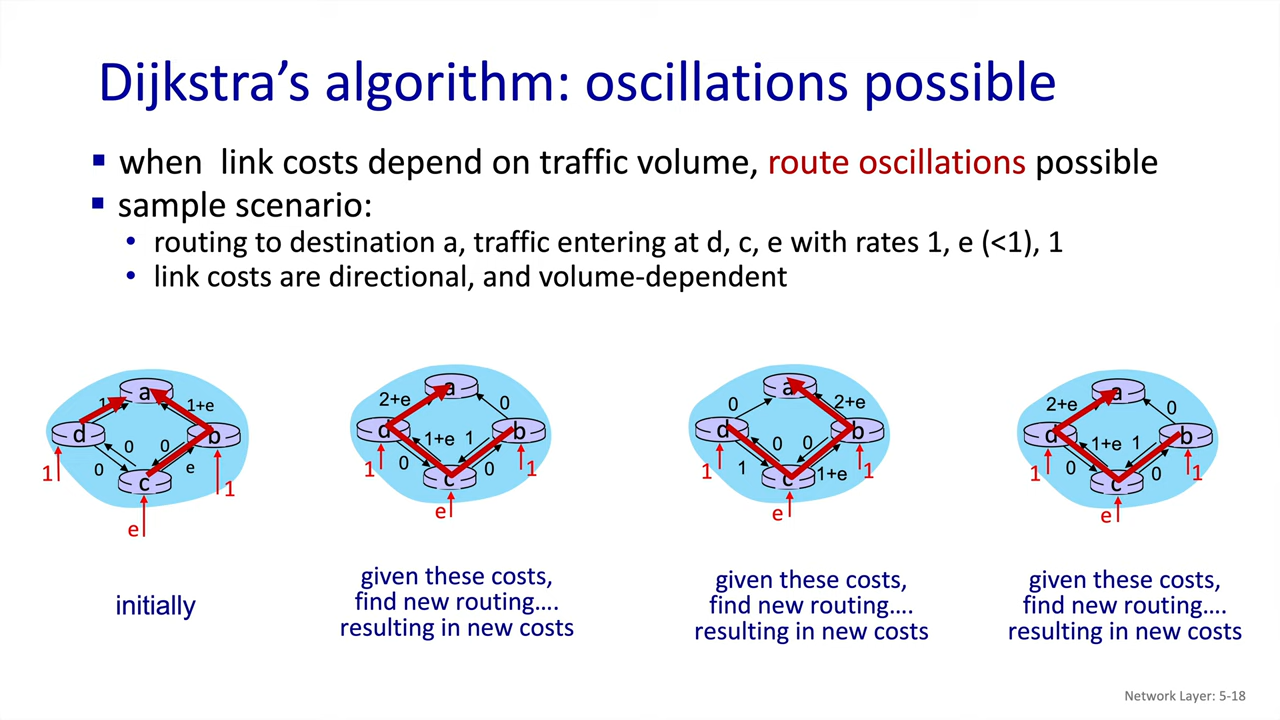 Dijkstra's algorithm: oscillations possible
▪ when link costs depend on traffic volume, route oscillations possible
▪ sample scenario:
• routing to destination a, traffic entering at d, c, e with rates 1, e (<1), 1
• link costs are directional, and volume-dependent
a
1
1+e
d
0
0
b
0
e
1
c
1
e
initially
a
2+e
0
d
1+e
1
b
1
0
0
1
c
e
given these costs,
find new routing....
resulting in new costs
a
0
2+e
d
0
0
b
1
1
1+e
1
c
e
given these costs,
find new routing....
resulting in new costs
a
2+e
0
d
1+e
1
b
1
0
0
1
c
e
given these costs,
find new routing....
resulting in new costs
Network Layer: 5-18